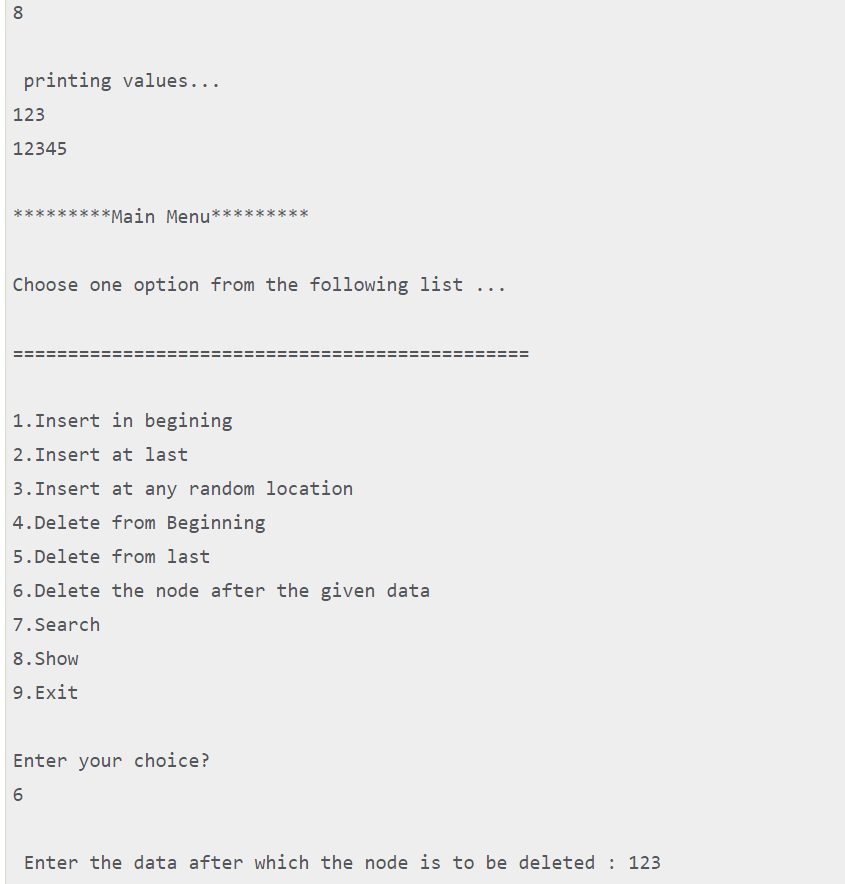 8
printing values...
123
12345
*********Main Menu*********
Choose one option from the following list ...
===============================================
1.Insert in begining
2.Insert at last
3.Insert at any random location
4.Delete from Beginning
5.Delete from last
6.Delete the node after the given data
7.Search
8.Show
9.Exit
Enter your choice?
6
Enter the data after which the node is to be deleted : 123